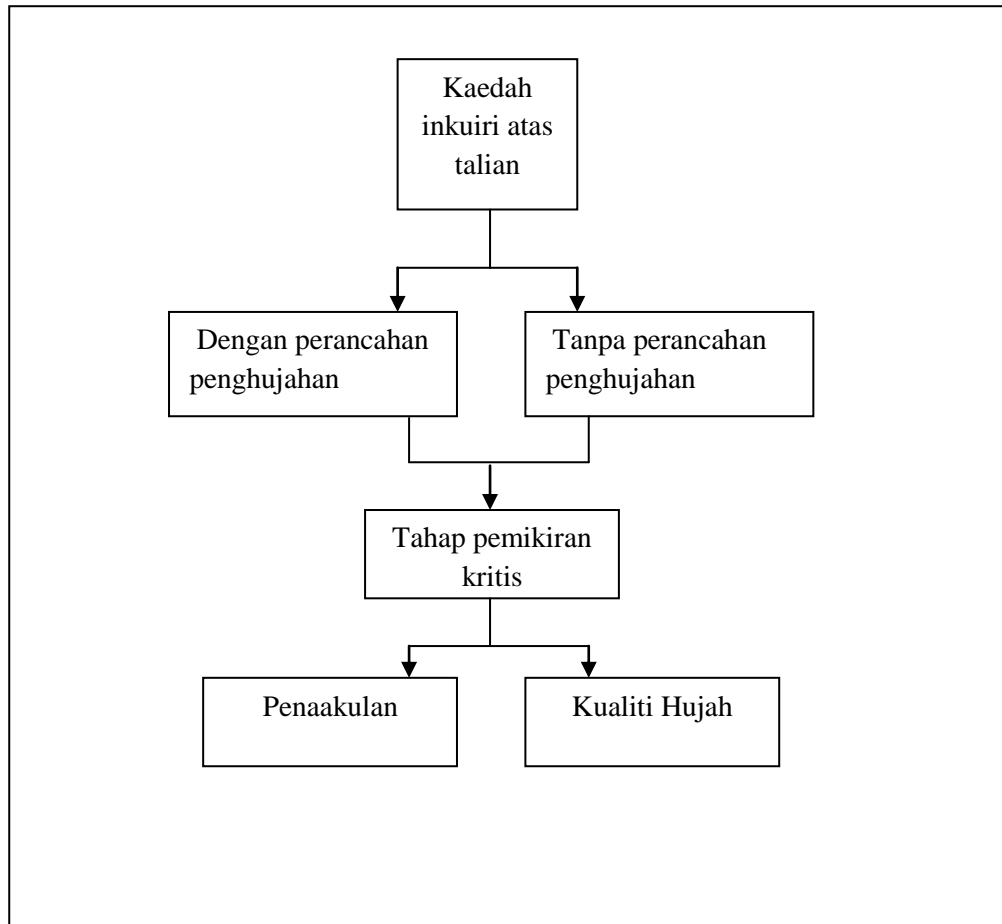 Kaedah
inkuiri atas
talian
Dengan perancahan
penghujahan
Tanpa perancahan
penghujahan
Tahap pemikiran
kritis
Penaakulan
Kualiti Hujah